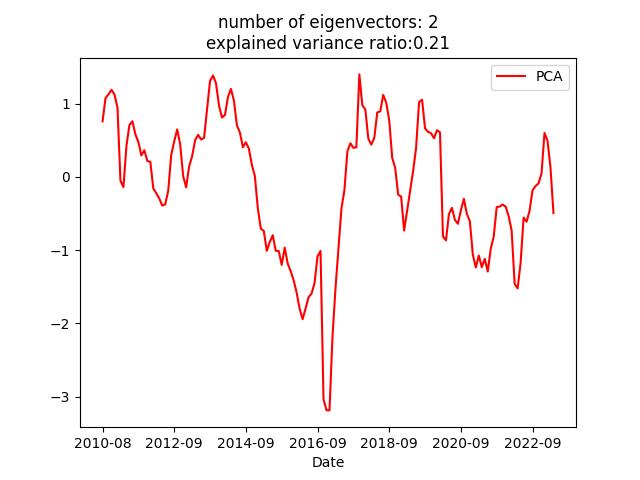 number of eigenvectors: 2
explained variance ratio:0.21
PCA
1
0
−1
−2
−3
2010-08 2012-09 2014-09 2016-09 2018-09 2020-09 2022-09
Date